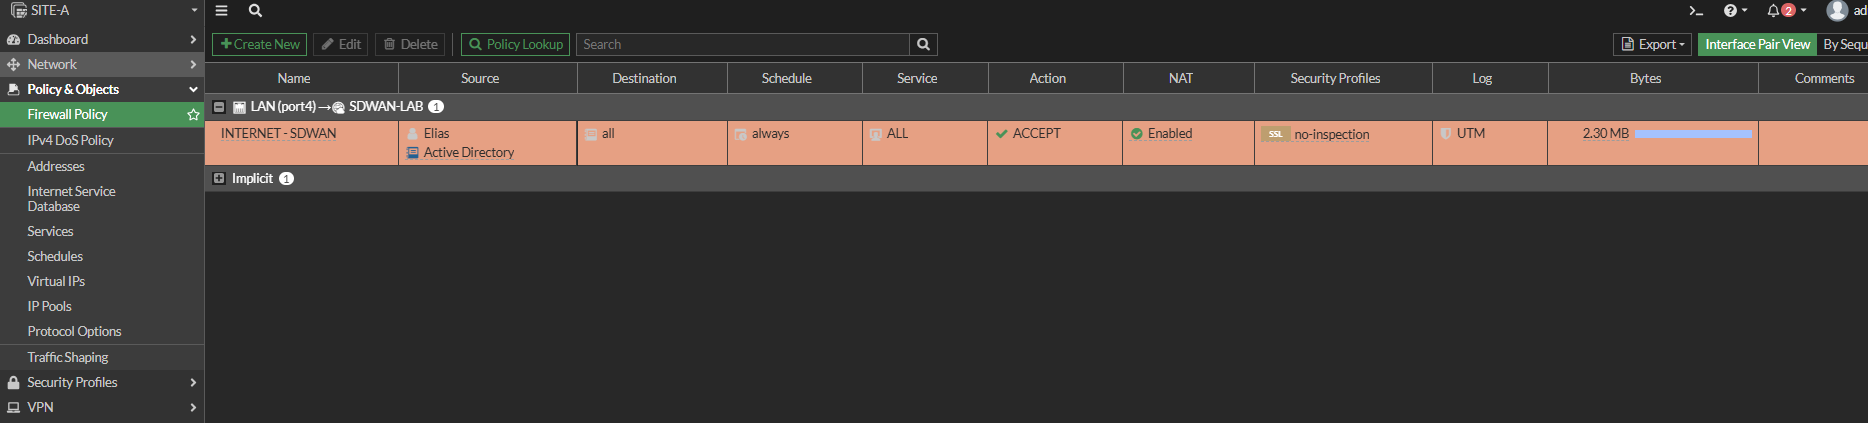 SITE-A
Dashboard
Network
Policy & Objects
Firewall Policy
IPv4 DoS Policy
Addresses
Internet Service
Database
Services
Schedules
Virtual IPs
IP Pools
Protocol Options
Traffic Shaping
Security Profiles
VPN
>_ ? 2 ad
+Create New Edit Delete Policy Lookup Search Export Interface Pair View By Sequ
Name Source Destination Schedule Service Action NAT Security Profiles Log Bytes Comments
LAN (port4) → SDWAN-LAB 1
INTERNET - SDWAN Elias all always ALL ACCEPT Enabled SSL no-inspection UTM 2.30 MB
Active Directory
Implicit 1